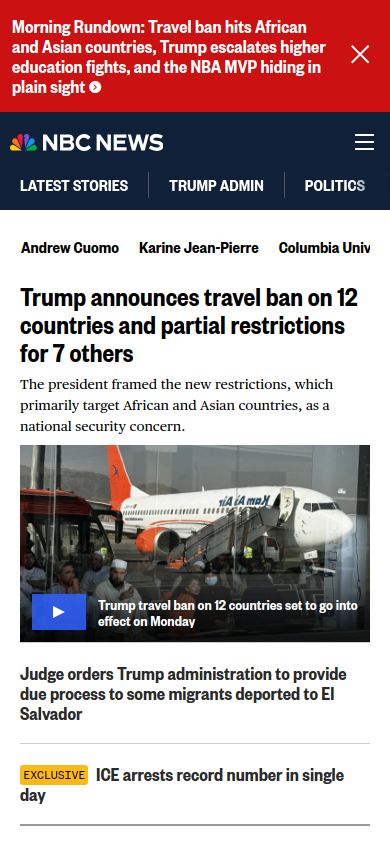 Morning Rundown: Travel ban hits African
and Asian countries, Trump escalates higher
education fights, and the NBA MVP hiding in
plain sight
NBC NEWS
LATEST STORIES TRUMP ADMIN POLITICS
Andrew Cuomo Karine Jean-Pierre Columbia Univ
Trump announces travel ban on 12
countries and partial restrictions
for 7 others
The president framed the new restrictions, which
primarily target African and Asian countries, as a
national security concern.
Kam Air
Trump travel ban on 12 countries set to go into
effect on Monday
Judge orders Trump administration to provide
due process to some migrants deported to El
Salvador
EXCLUSIVE ICE arrests record number in single
day